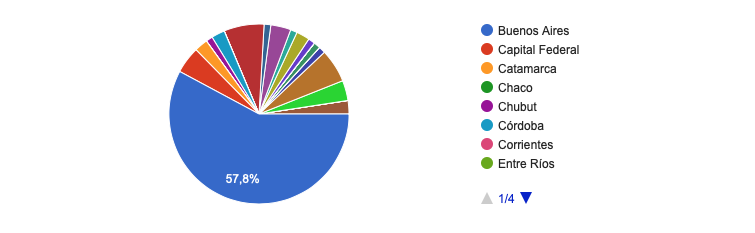 57,8%
Buenos Aires
Capital Federal
Catamarca
Chaco
Chubut
Córdoba
Corrientes
Entre Ríos
1/4